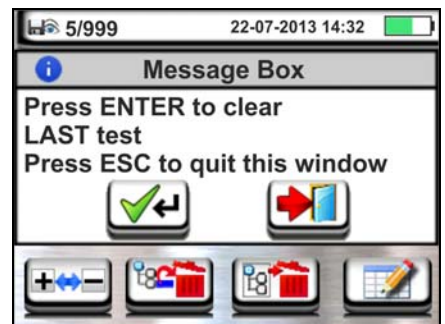 5/999 22-07-2013 14:32
Message Box
Press ENTER to clear
LAST test
Press ESC to quit this window